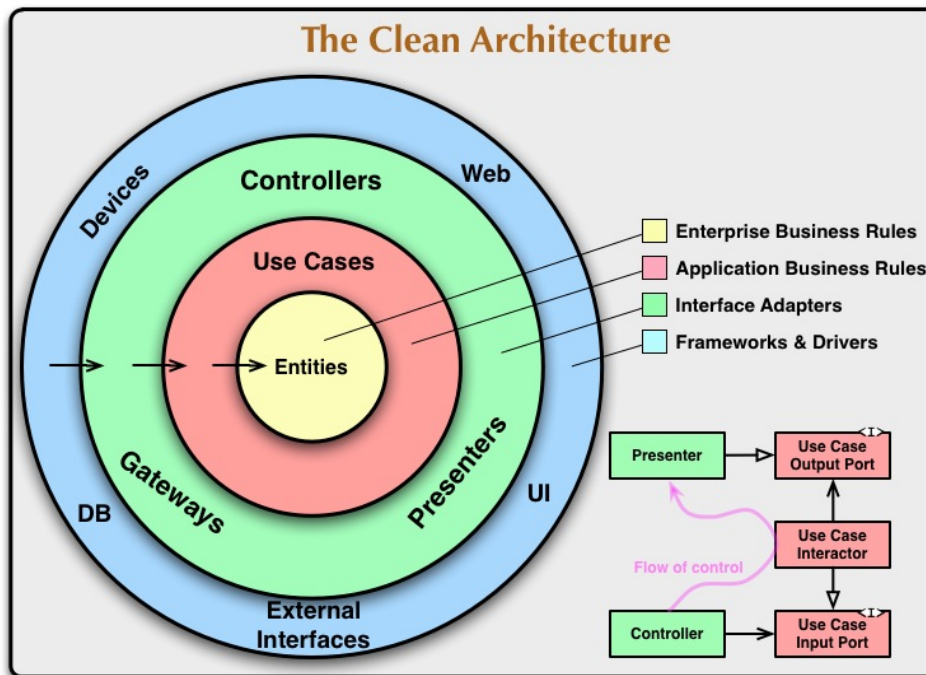 The Clean Architecture
Devices
Web
Controllers
Use Cases
Entities
Gateways
Presenters
DB
UI
External
Interfaces
Enterprise Business Rules
Application Business Rules
Interface Adapters
Frameworks & Drivers
Presenter
<I>
Use Case
Output Port
Flow of control
Use Case
Interactor
Controller
<I>
Use Case
Input Port